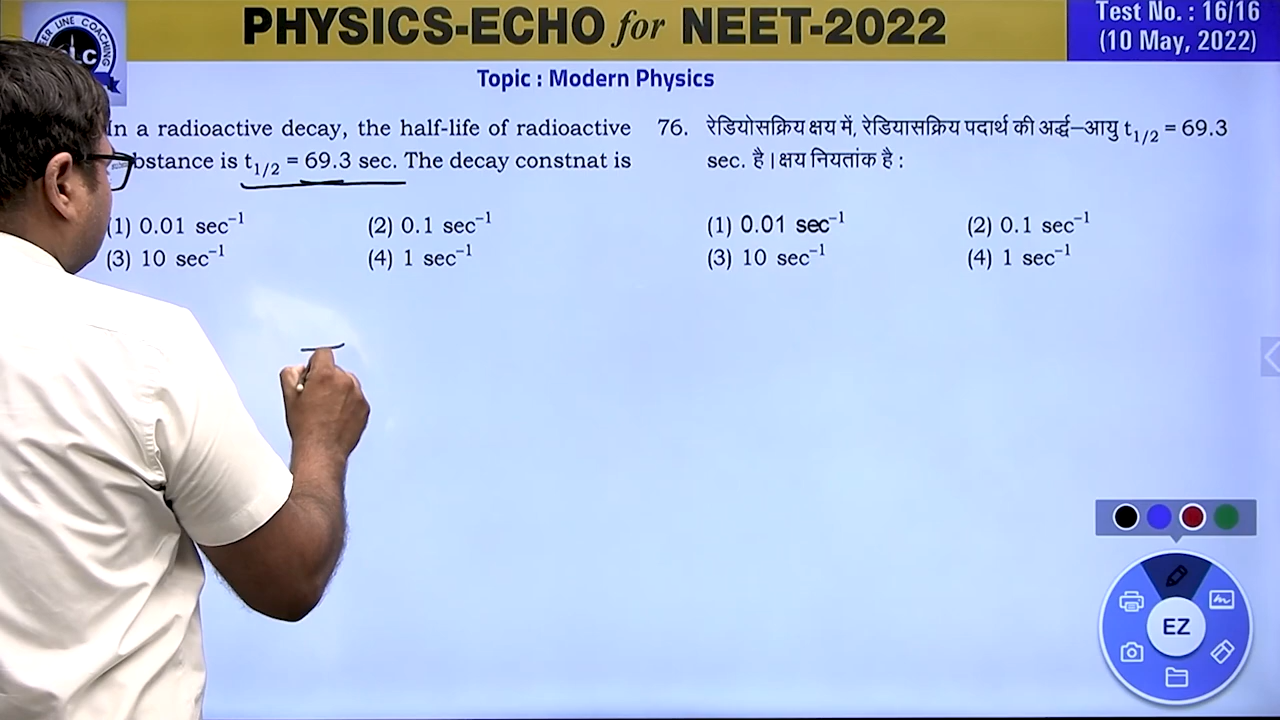 PHYSICS-ECHO for NEET-2022
Test No. : 16/16
(10 May, 2022)
Topic : Modern Physics
In a radioactive decay, the half-life of radioactive
is t1/2 = 69.3 sec. The decay constnat is
(1) 0.01 sec⁻¹ (2) 0.1 sec⁻¹
(3) 10 sec⁻¹ (4) 1 sec⁻¹
76. रेडियोसक्रिय क्षय में, रेडियासक्रिय पदार्थ की अर्द्ध–आयु t1/2 = 69.3
sec. है। क्षय नियतांक है :
(1) 0.01 sec⁻¹ (2) 0.1 sec⁻¹
(3) 10 sec⁻¹ (4) 1 sec⁻¹
EZ